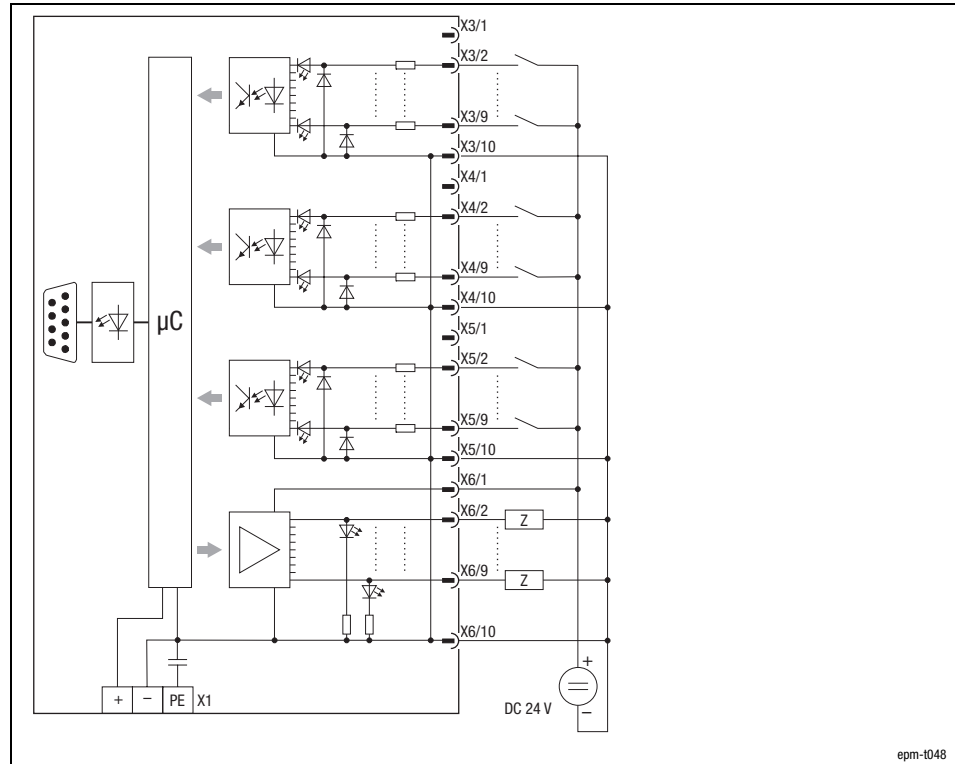 X3/1
X3/2
X3/9
X3/10
X4/1
X4/2
X4/9
X4/10
µC
X5/1
X5/2
X5/9
X5/10
X6/1
X6/2
Z
X6/9
Z
X6/10
+
+ − PE X1
DC 24 V
−
epm-t048